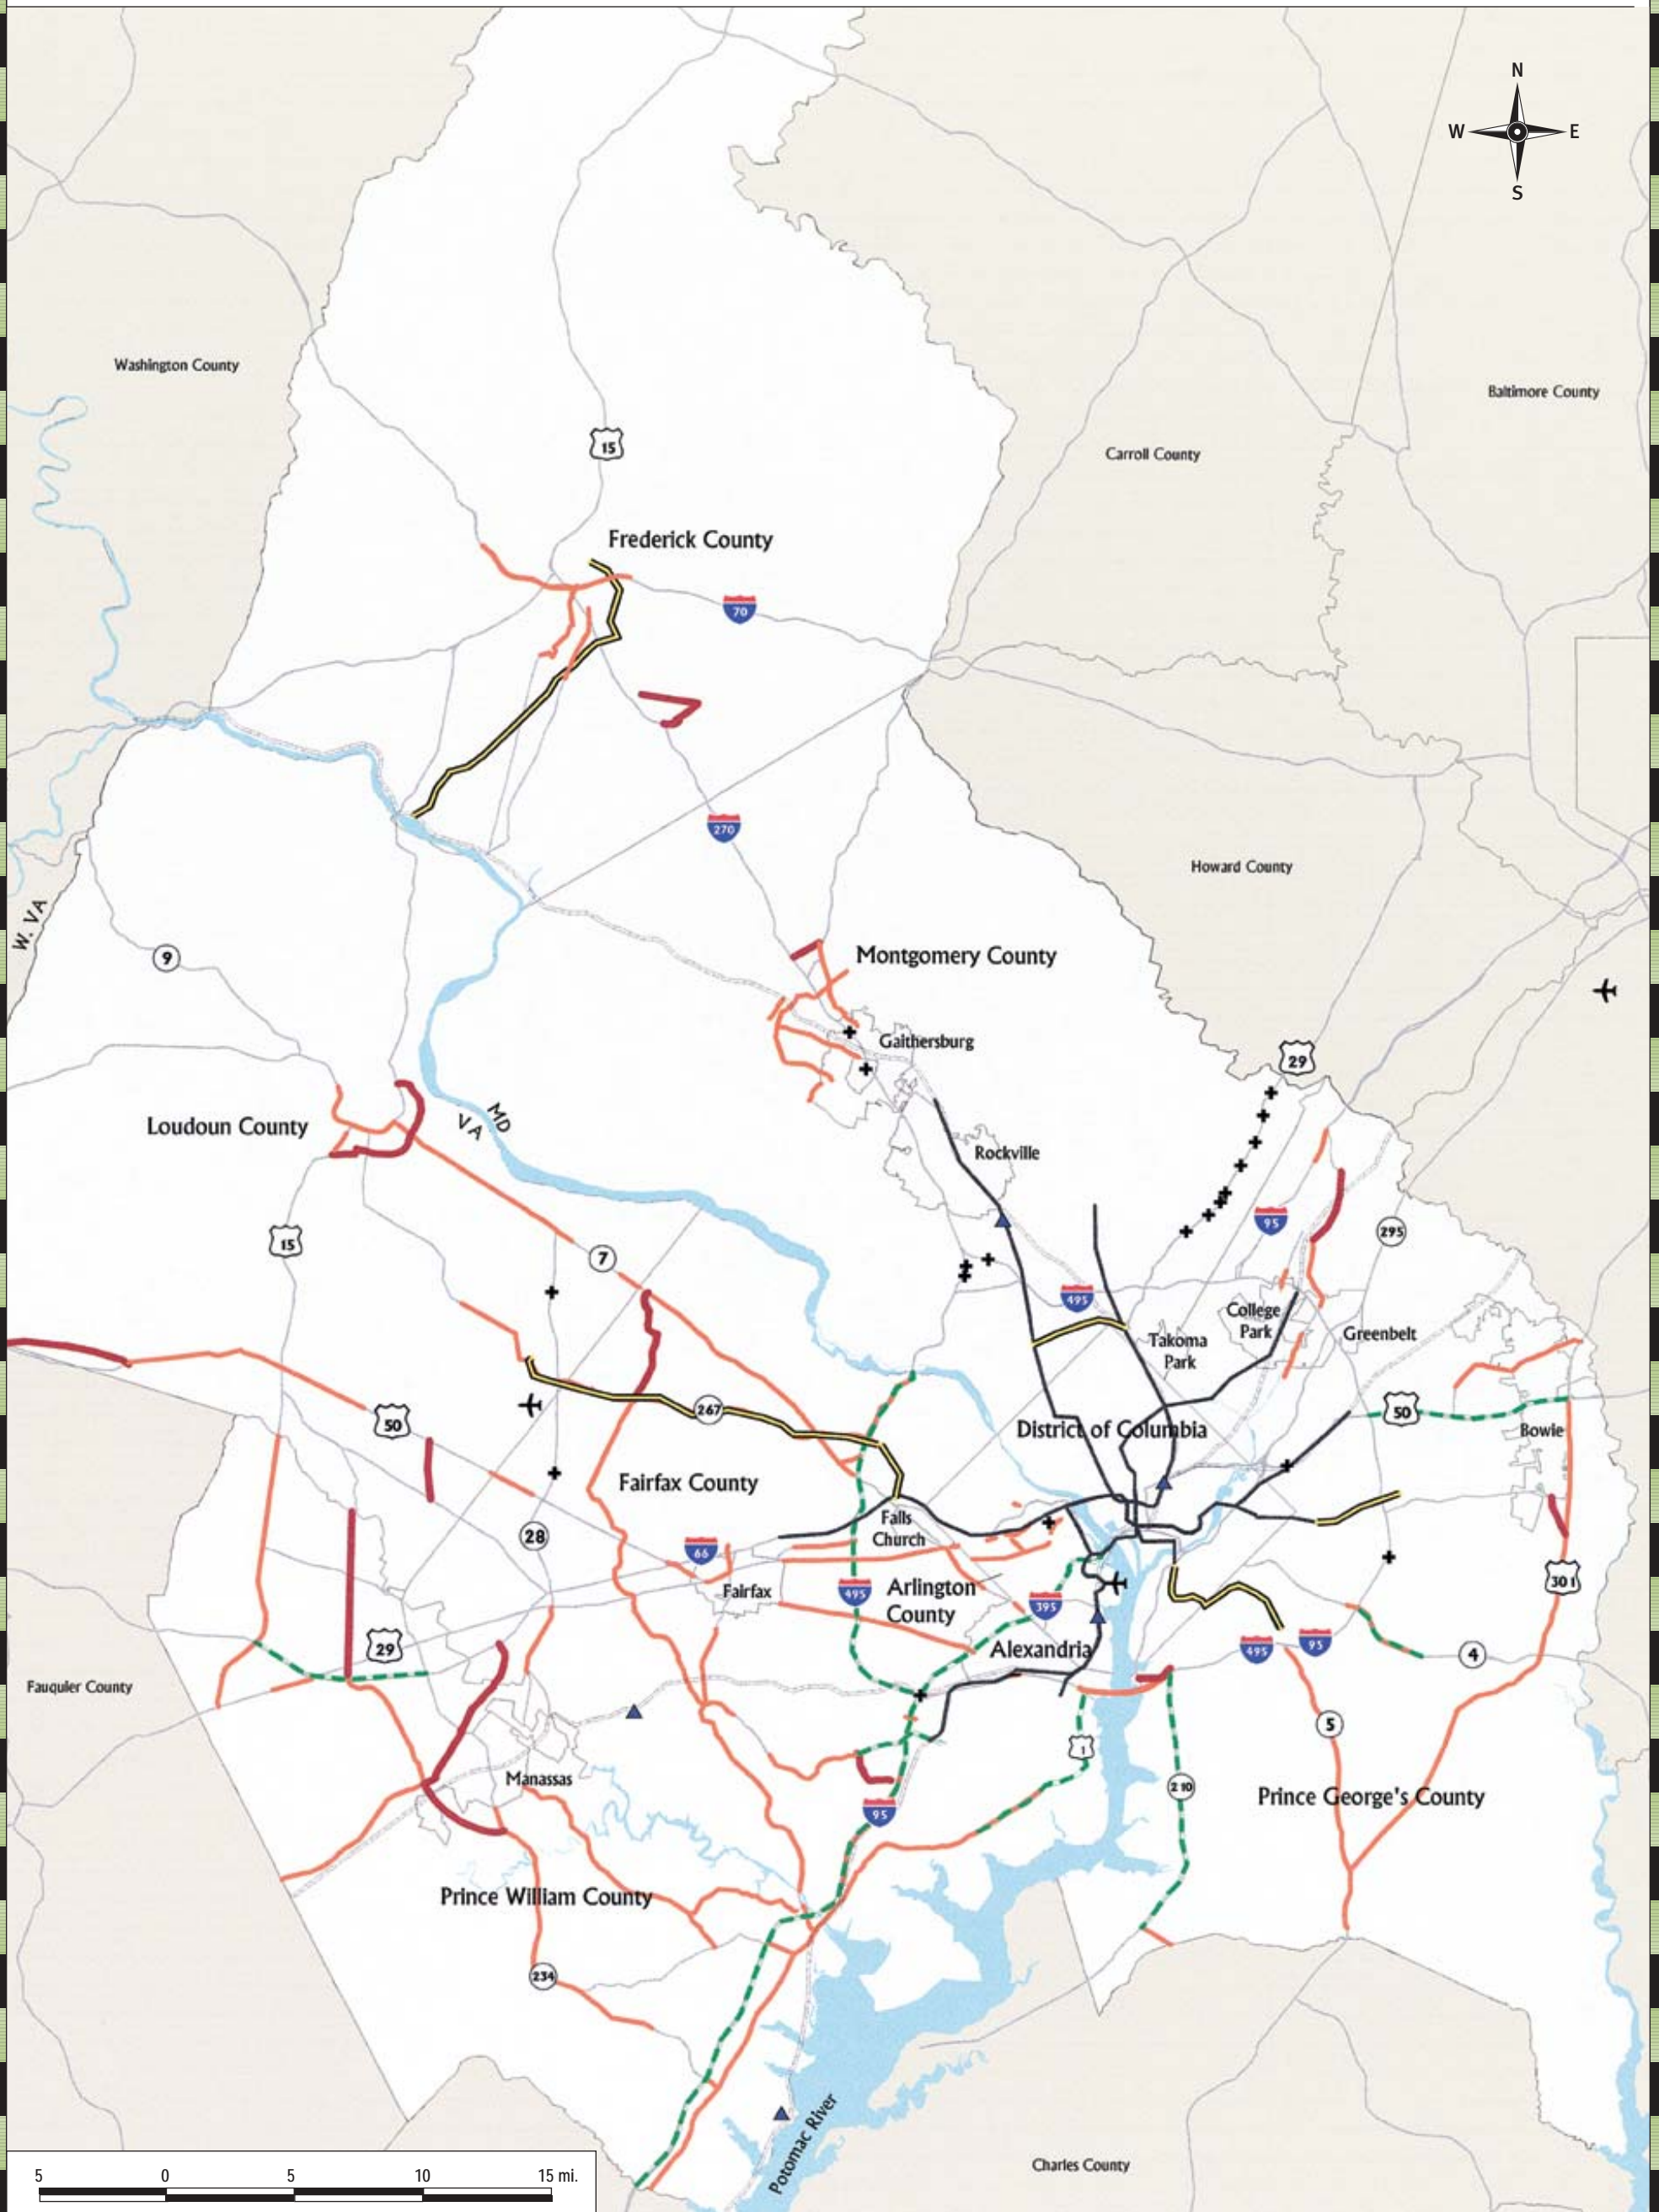 N
W E
S
Washington County
Baltimore County
15
Carroll County
Frederick County
70
270
Howard County
W. VA
9
Montgomery County
Gaithersburg
29
Loudoun County
MD
VA
Rockville
15
95
295
7
495
College
Park
Takoma
Park
Greenbelt
267
50
50
District of Columbia
Bowie
Fairfax County
Falls
Church
28
66
301
Fairfax
495
Arlington
County
395
29
Alexandria
495
95
4
Fauquier County
5
1
Manassas
210
Prince George's County
95
Prince William County
234
Potomac River
Charles County
5 0 5 10 15 mi.